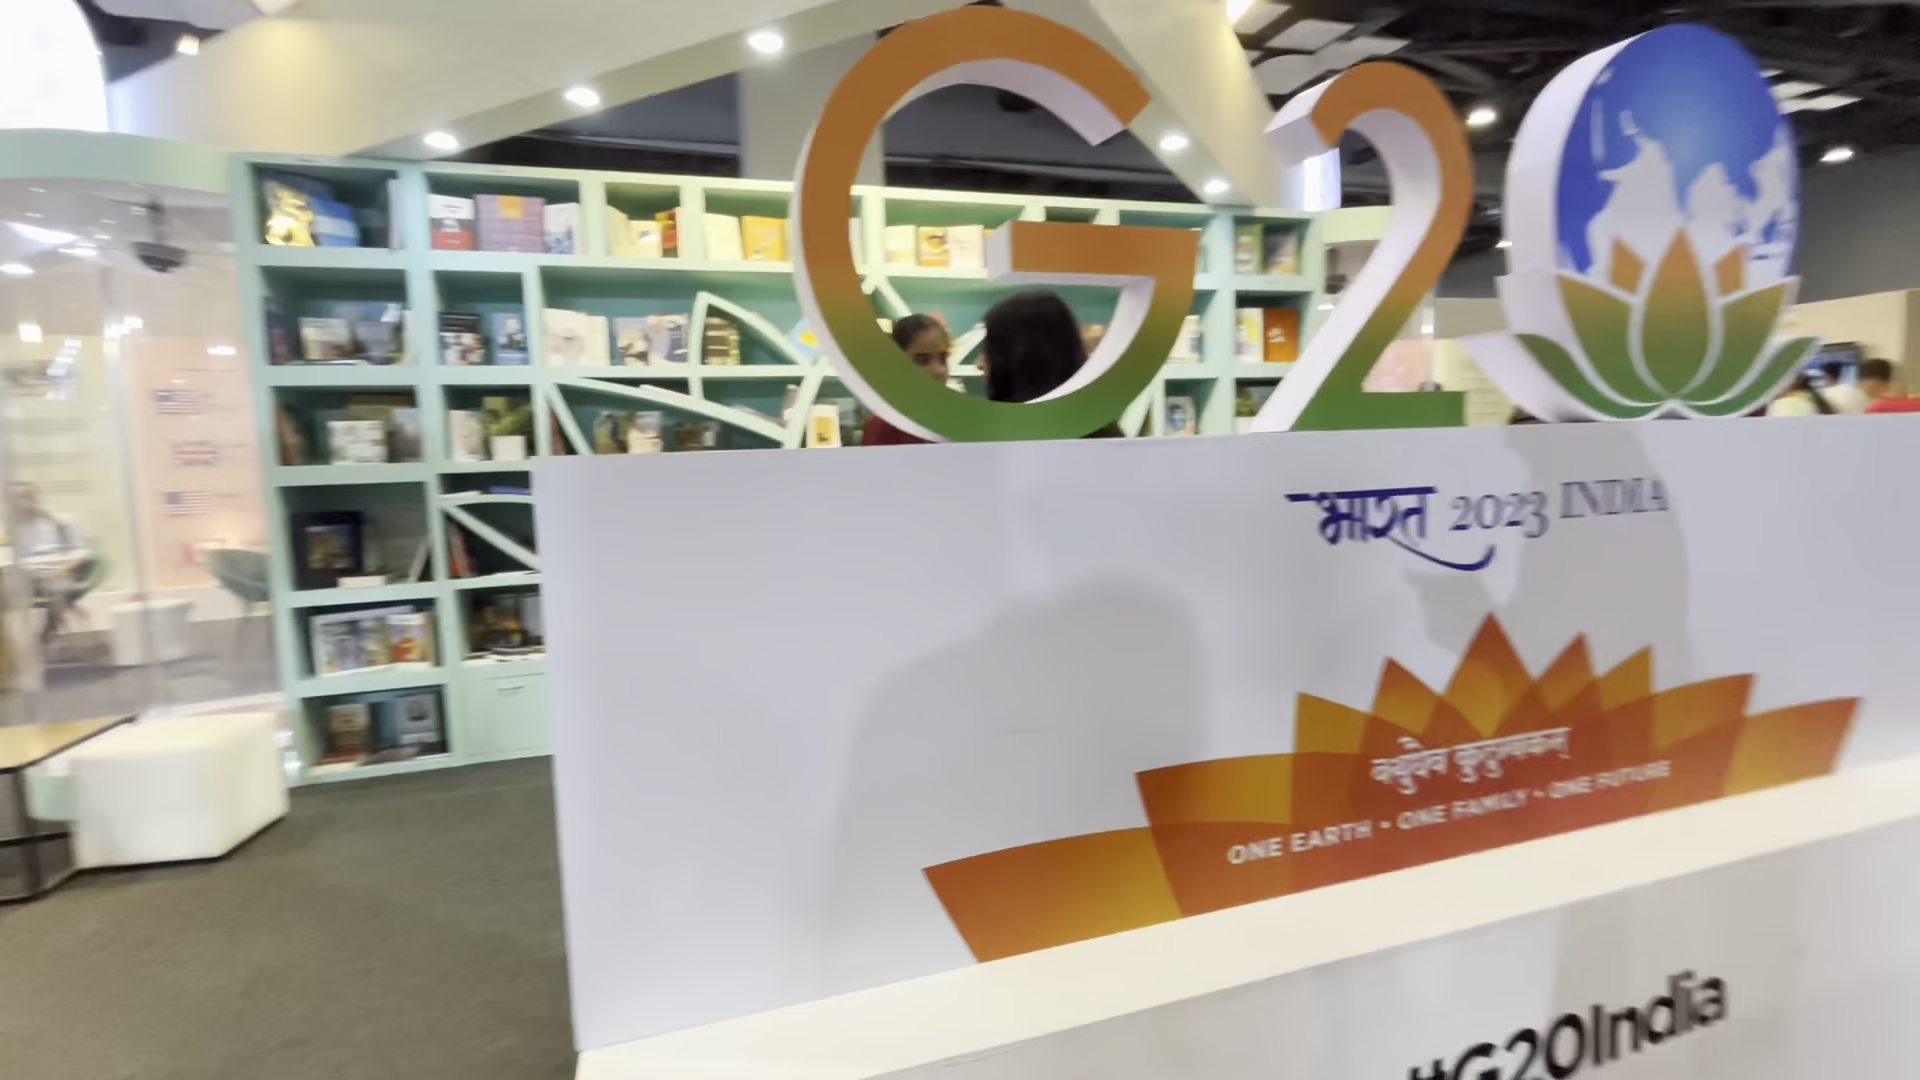 G20
भारत 2023 INDIA
वसुधैव कुटुम्बकम्
ONE EARTH • ONE FAMILY • ONE FUTURE
#G20India